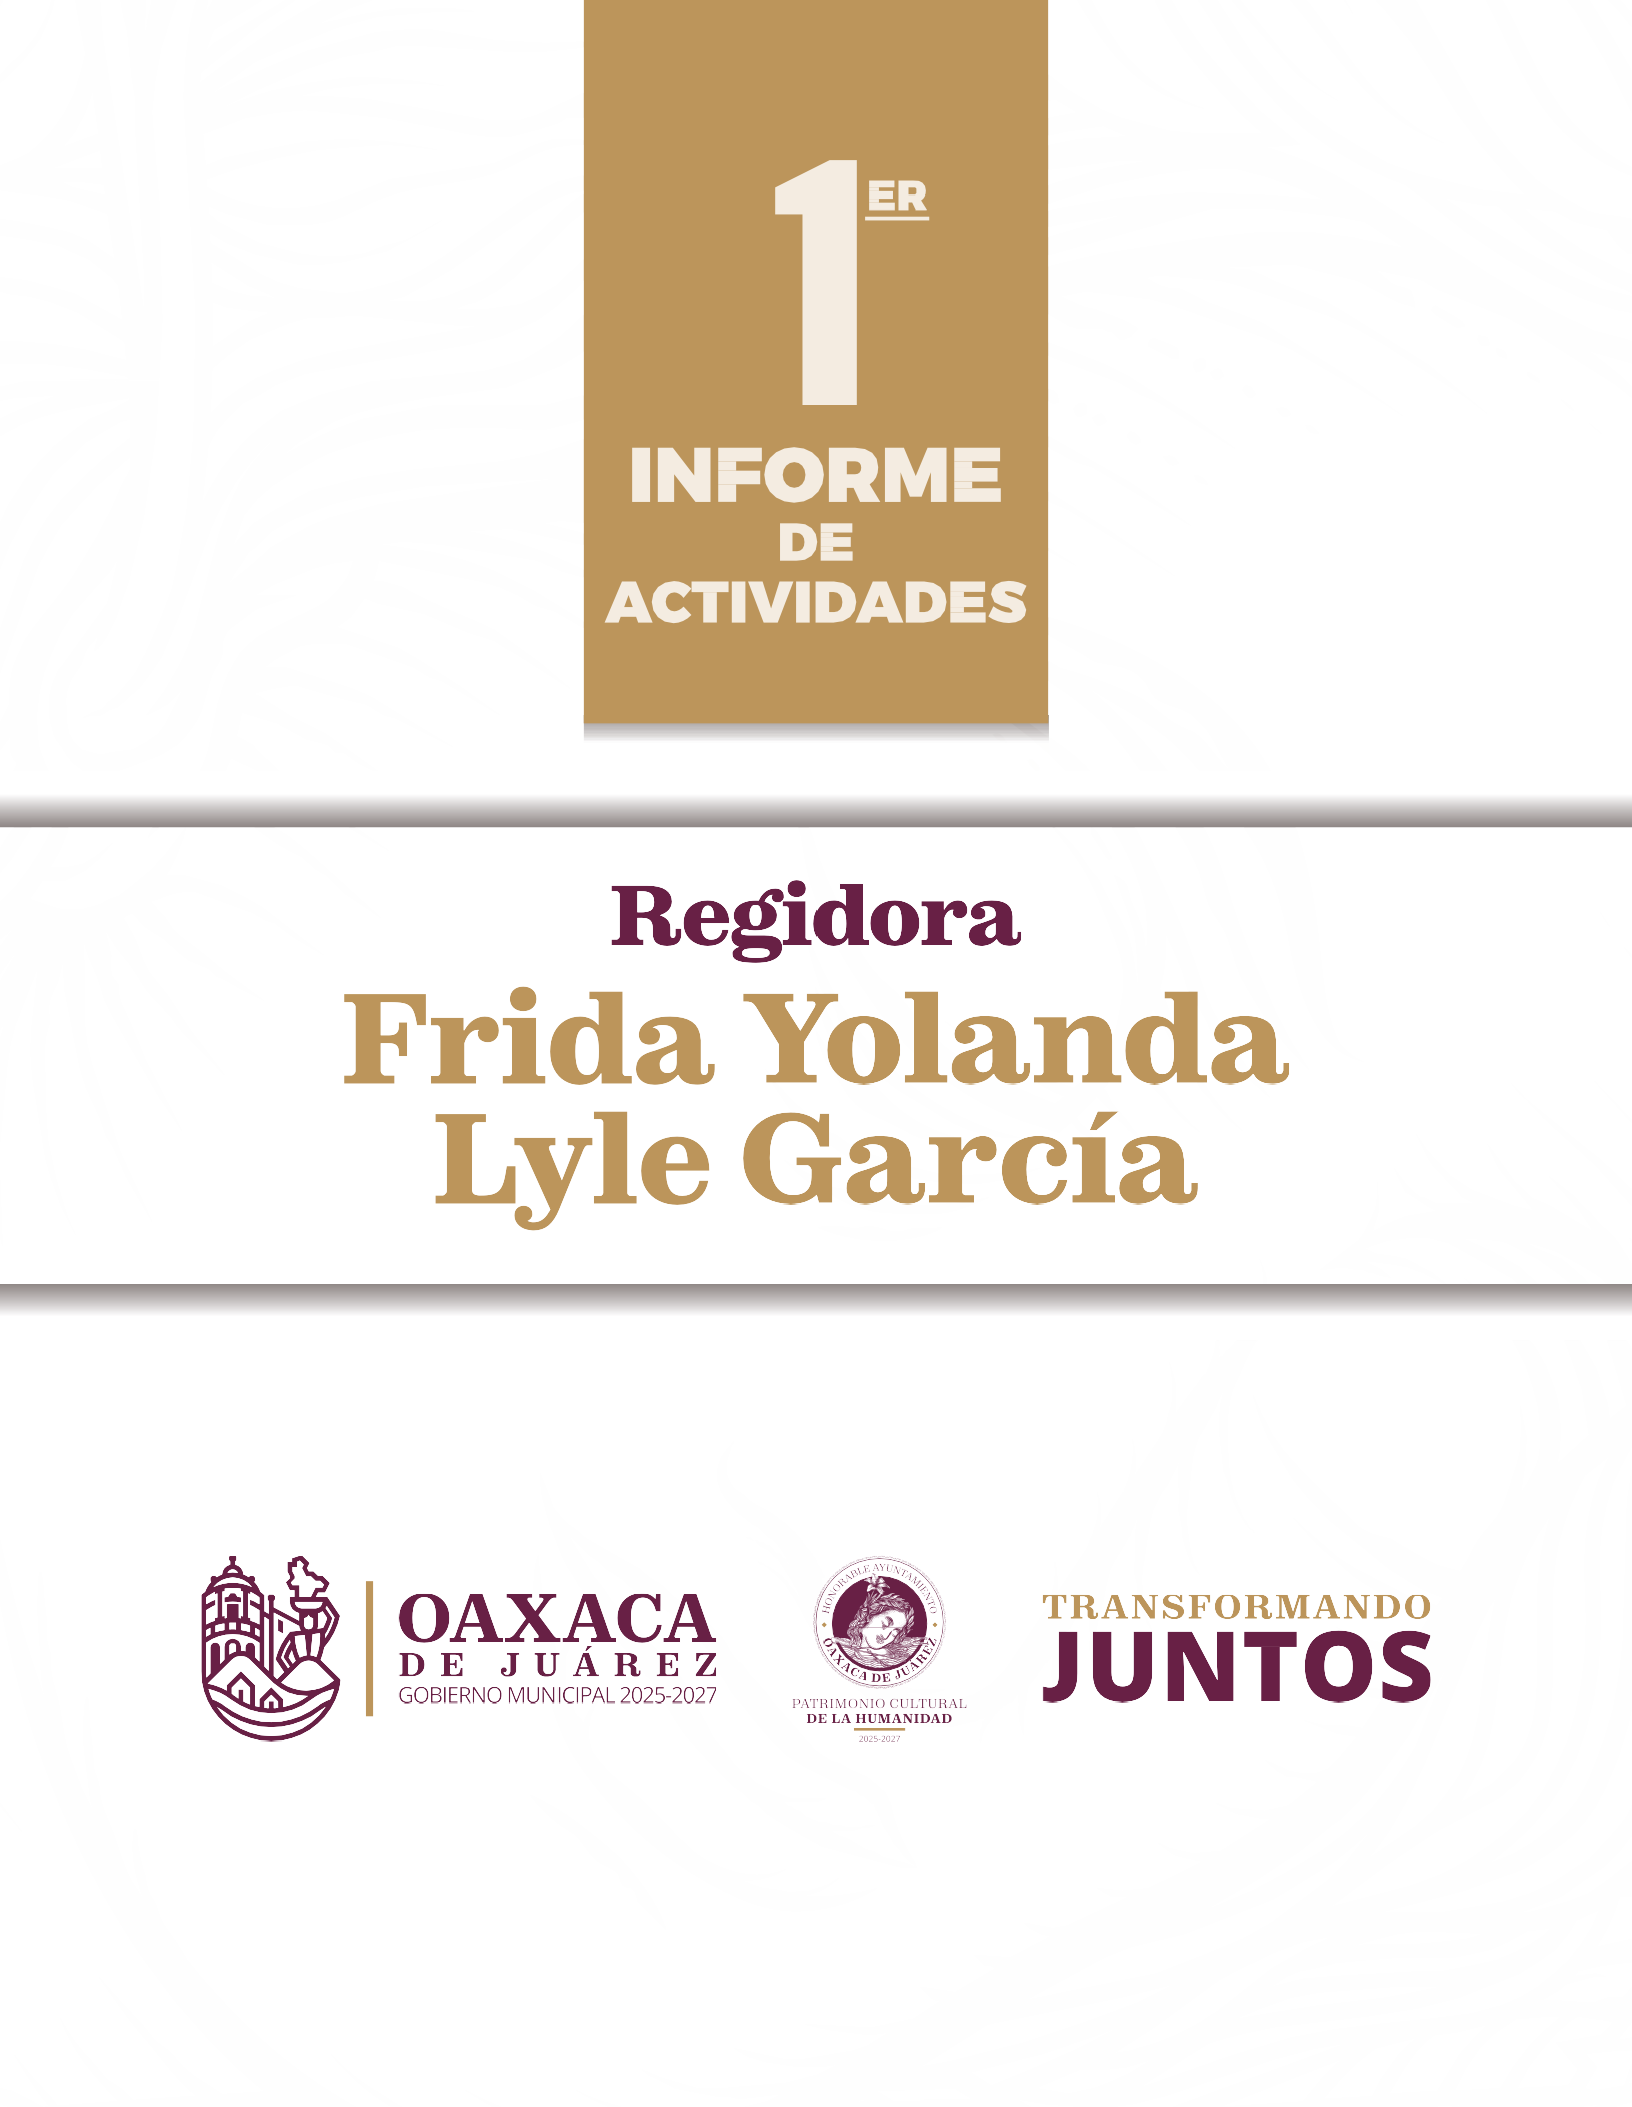 1ER
INFORME
DE
ACTIVIDADES
Regidora
Frida Yolanda
Lyle García
OAXACA
DE JUÁREZ
GOBIERNO MUNICIPAL 2025-2027
HONORABLE AYUNTAMIENTO
OAXACA DE JUÁREZ
PATRIMONIO CULTURAL
DE LA HUMANIDAD
2025-2027
TRANSFORMANDO
JUNTOS